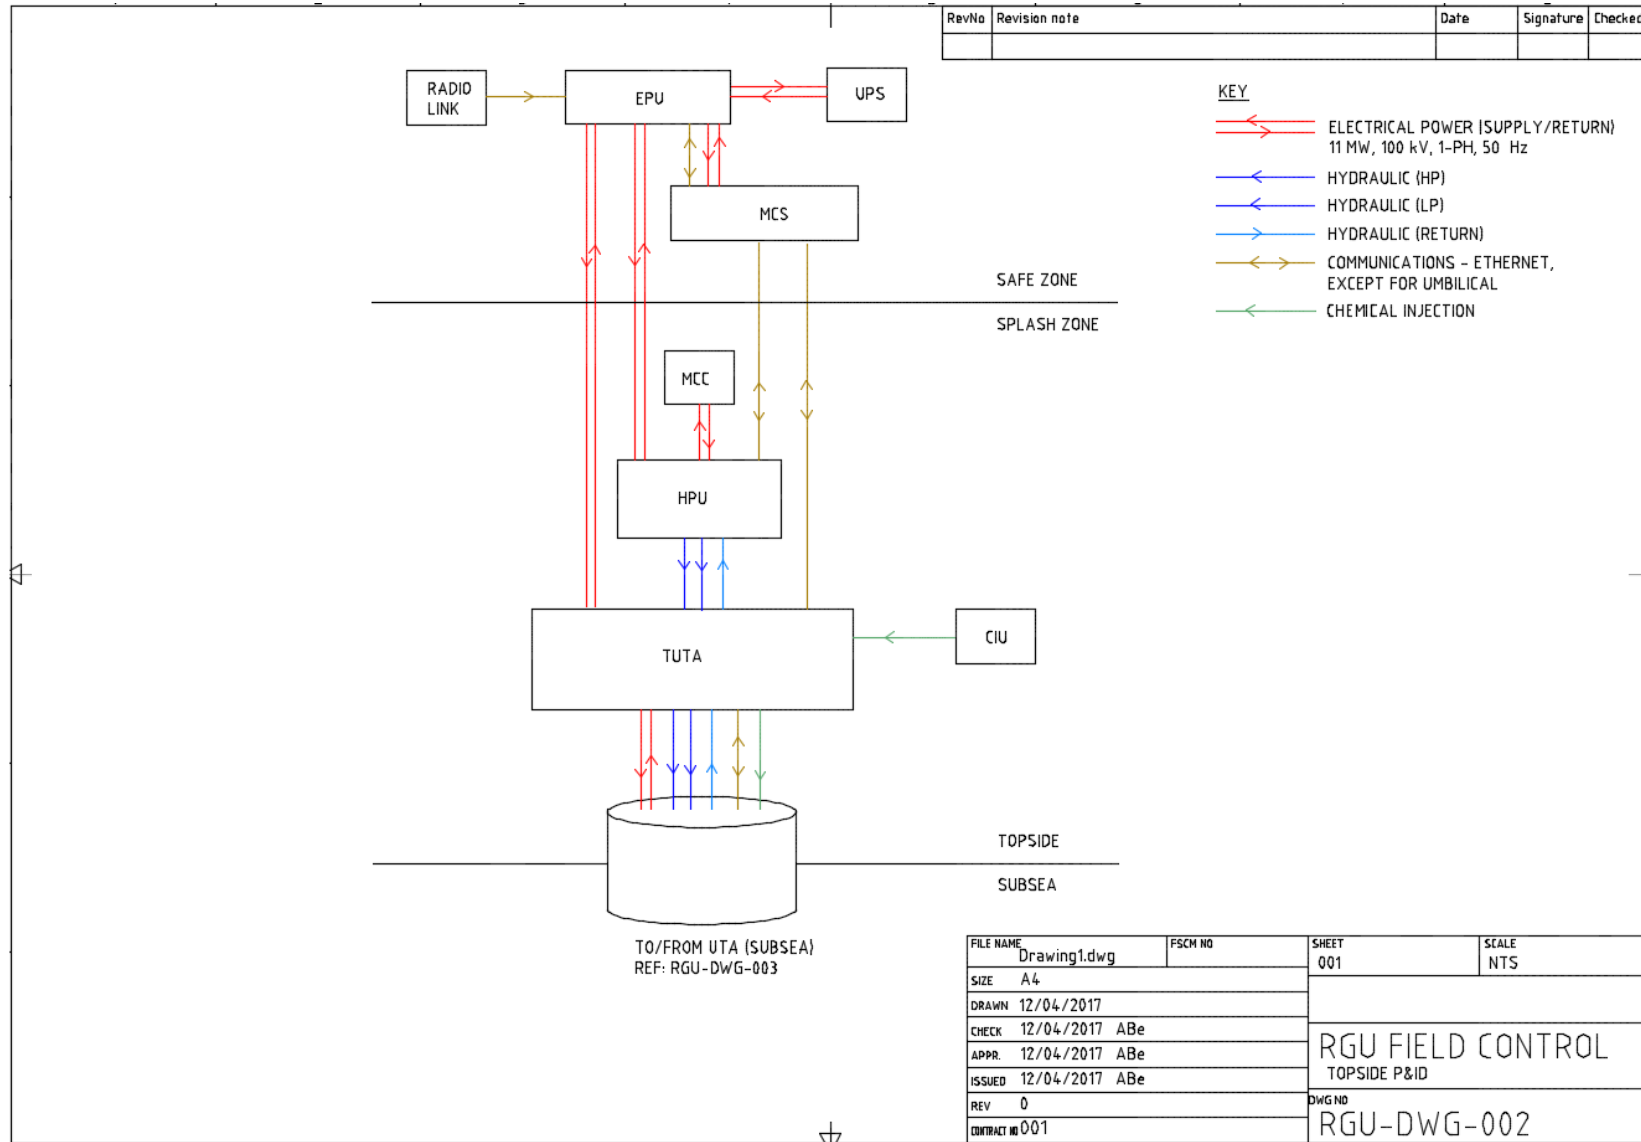 RevNo Revision note Date Signature Checked
RADIO
LINK
EPU
UPS
MCS
KEY
ELECTRICAL POWER (SUPPLY/RETURN)
11 MW, 100 kV, 1-PH, 50 Hz
HYDRAULIC (HP)
HYDRAULIC (LP)
HYDRAULIC (RETURN)
COMMUNICATIONS - ETHERNET,
EXCEPT FOR UMBILICAL
CHEMICAL INJECTION
SAFE ZONE
SPLASH ZONE
MCC
HPU
TUTA
CIU
TOPSIDE
SUBSEA
TO/FROM UTA (SUBSEA)
REF: RGU-DWG-003
FILE NAME Drawing1.dwg
FSCM NO
SHEET
001
SCALE
NTS
SIZE A4
DRAWN 12/04/2017
CHECK 12/04/2017 ABe
APPR. 12/04/2017 ABe
ISSUED 12/04/2017 ABe
REV 0
CONTRACT NO 001
RGU FIELD CONTROL
TOPSIDE P&ID
DWG NO
RGU-DWG-002